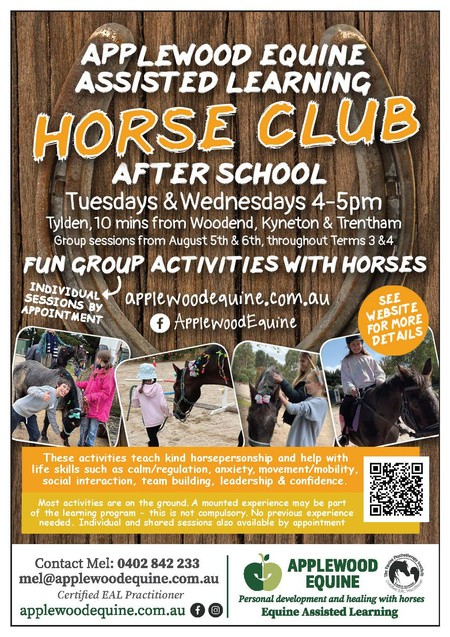 APPLEWOOD EQUINE
ASSISTED LEARNING
HORSE CLUB
AFTER SCHOOL
Tuesdays & Wednesdays 4-5pm
Tylden, 10 mins from Woodend, Kyneton & Trentham
Group sessions from August 5th & 6th, throughout Terms 3 & 4
FUN GROUP ACTIVITIES WITH HORSES
INDIVIDUAL
SESSIONS BY
APPOINTMENT
applewoodequine.com.au
ApplewoodEquine
SEE
WEBSITE
FOR MORE
DETAILS
These activities teach kind horsepersonship and help with
life skills such as calm/regulation, anxiety, movement/mobility,
social interaction, team building, leadership & confidence.
Most activities are on the ground. A mounted experience may be part
of the learning program - this is not compulsory. No previous experience
needed. Individual and shared sessions also available by appointment
Contact Mel: 0402 842 233
mel@applewoodequine.com.au
Certified EAL Practitioner
applewoodequine.com.au
APPLEWOOD
EQUINE
Personal development and healing with horses
Equine Assisted Learning